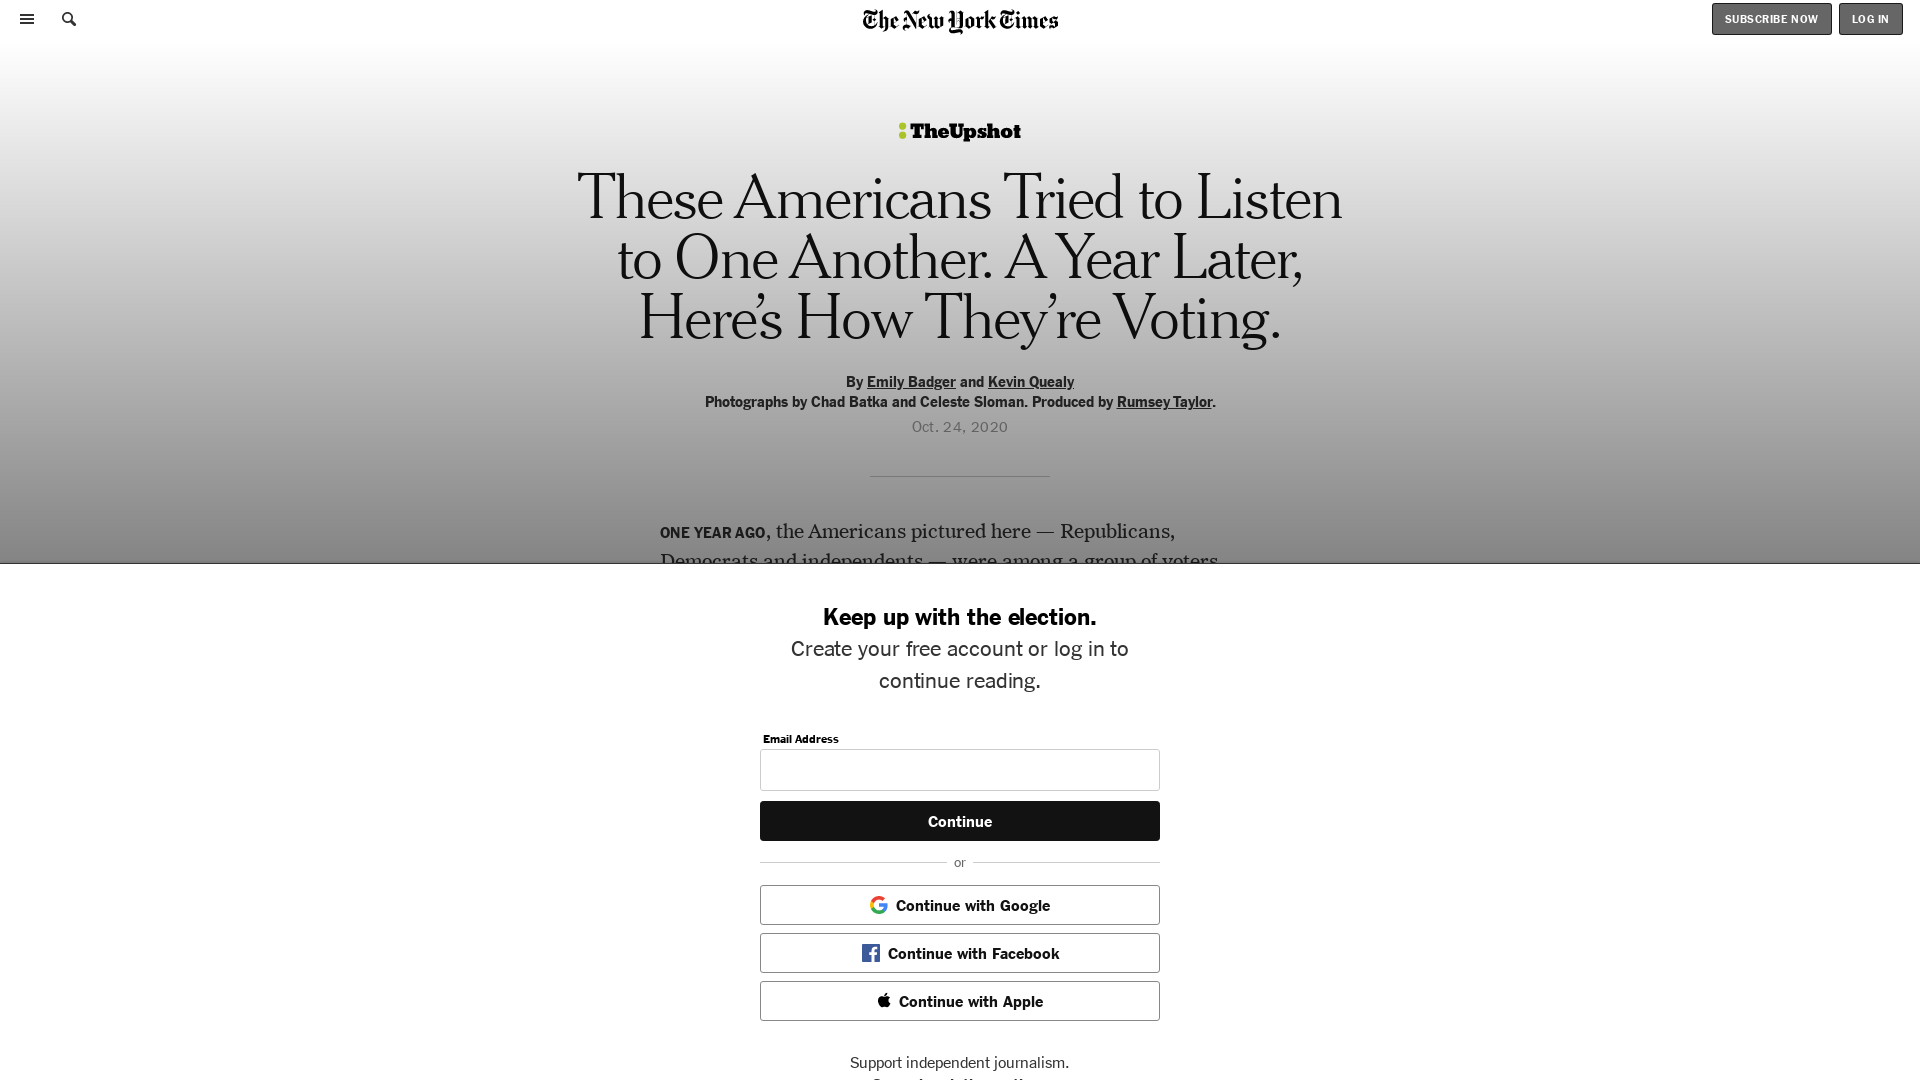 The New York Times
SUBSCRIBE NOW
LOG IN
TheUpshot
These Americans Tried to Listen
to One Another. A Year Later,
Here’s How They’re Voting.
By Emily Badger and Kevin Quealy
Photographs by Chad Batka and Celeste Sloman. Produced by Rumsey Taylor.
Oct. 24, 2020
ONE YEAR AGO, the Americans pictured here — Republicans,
Democrats and independents — were among a group of voters
Keep up with the election.
Create your free account or log in to
continue reading.
Email Address
Continue
or
Continue with Google
Continue with Facebook
Continue with Apple
Support independent journalism.